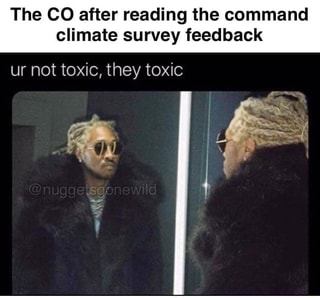 The CO after reading the command
climate survey feedback
ur not toxic, they toxic
@nuggetsgonewild